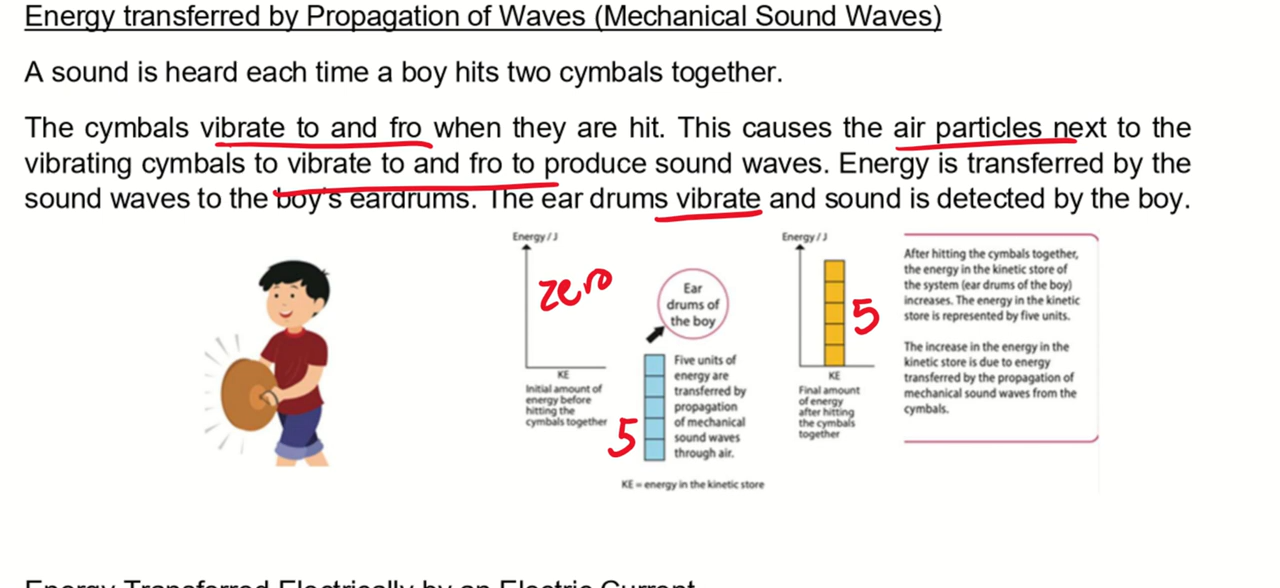 Energy transferred by Propagation of Waves (Mechanical Sound Waves)
A sound is heard each time a boy hits two cymbals together.
The cymbals vibrate to and fro when they are hit. This causes the air particles next to the
vibrating cymbals to vibrate to and fro to produce sound waves. Energy is transferred by the
sound waves to the boy's eardrums. The ear drums vibrate and sound is detected by the boy.
Energy / J
zero
KE
Initial amount of
energy before
hitting the
cymbals together
Ear
drums of
the boy
5
Five units of
energy are
transferred by
propagation
of mechanical
sound waves
through air.
KE = energy in the kinetic store
Energy / J
5
KE
Final amount
of energy
after hitting
the cymbals
together
After hitting the cymbals together,
the energy in the kinetic store of
the system (ear drums of the boy)
increases. The energy in the kinetic
store is represented by five units.
The increase in the energy in the
kinetic store is due to energy
transferred by the propagation of
mechanical sound waves from the
cymbals.
Energy Transferred Electrically by an Electric Current